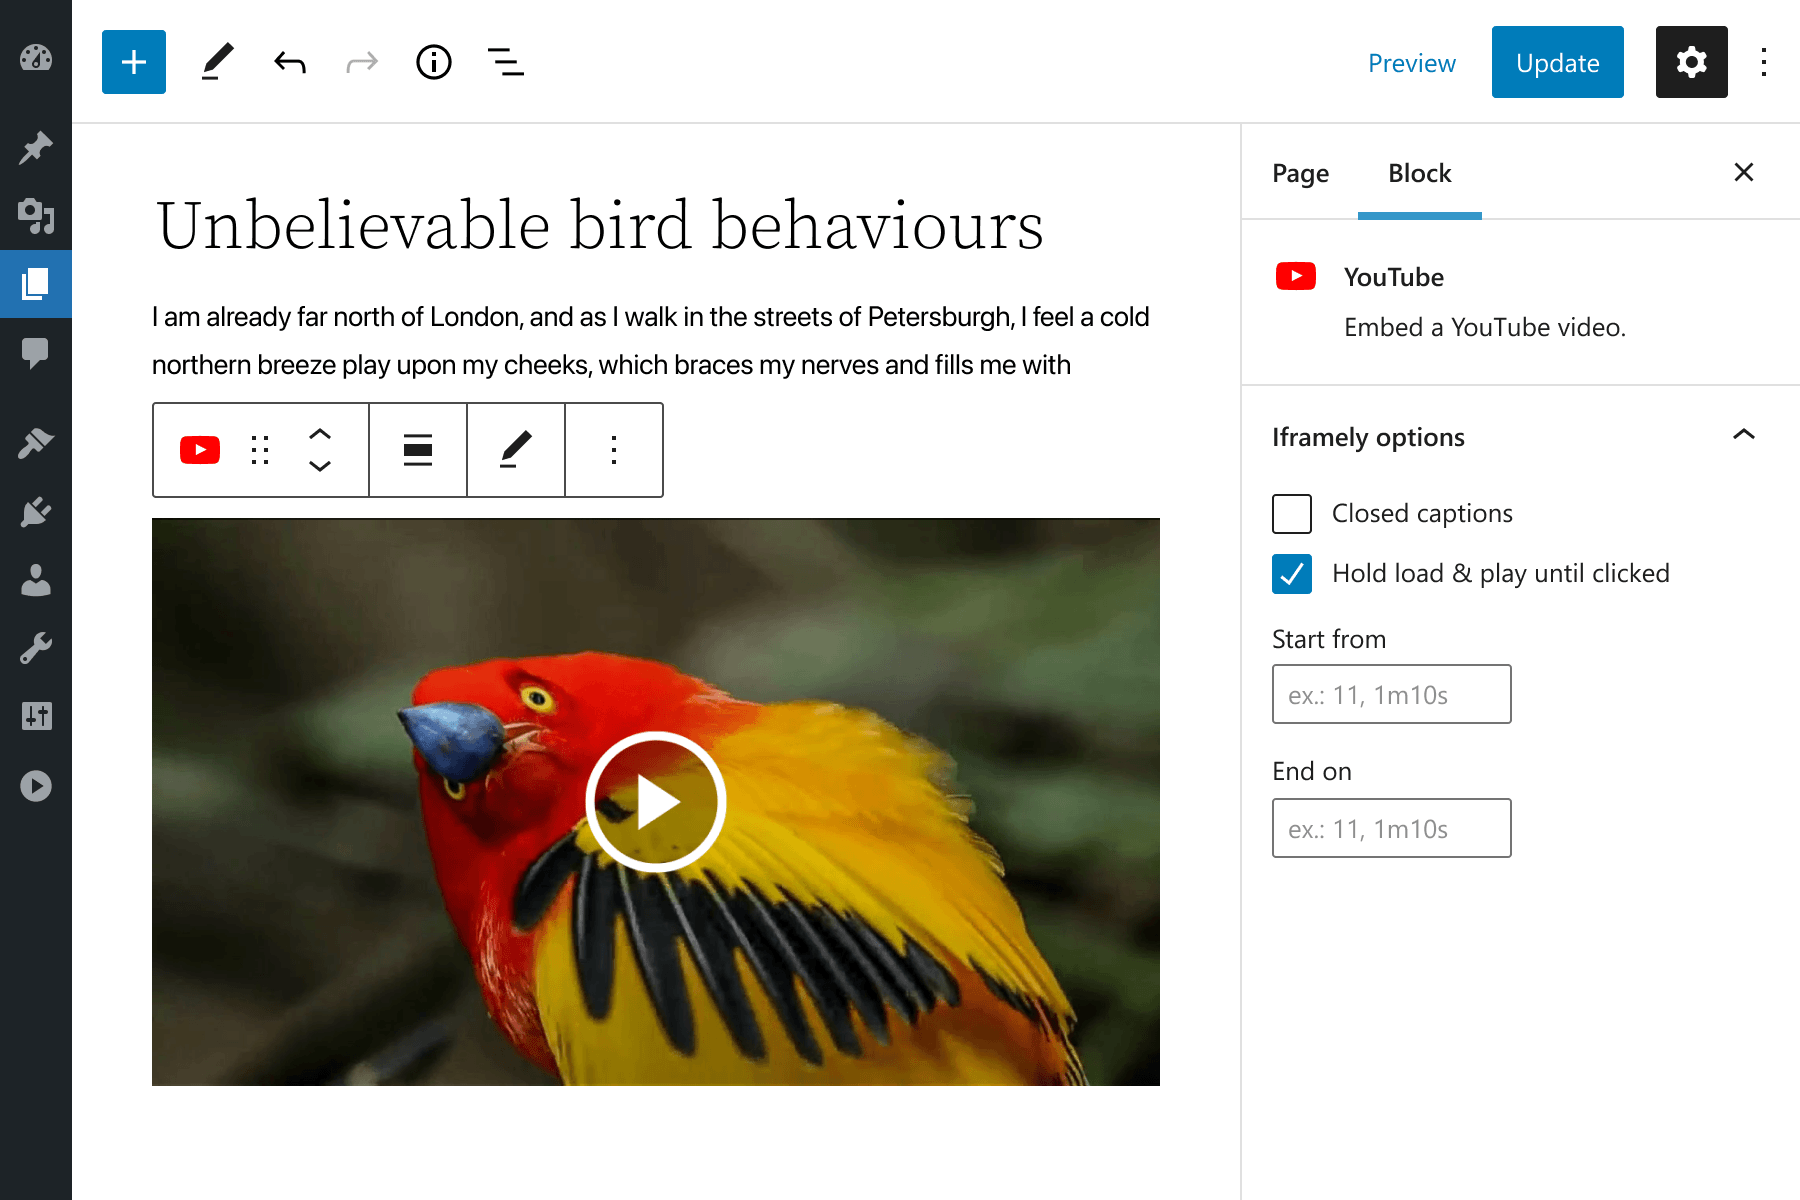 Preview
Update
Page
Block
Unbelievable bird behaviours
I am already far north of London, and as I walk in the streets of Petersburgh, I feel a cold
northern breeze play upon my cheeks, which braces my nerves and fills me with
YouTube
Embed a YouTube video.
Iframely options
Closed captions
Hold load & play until clicked
Start from
ex.: 11, 1m10s
End on
ex.: 11, 1m10s